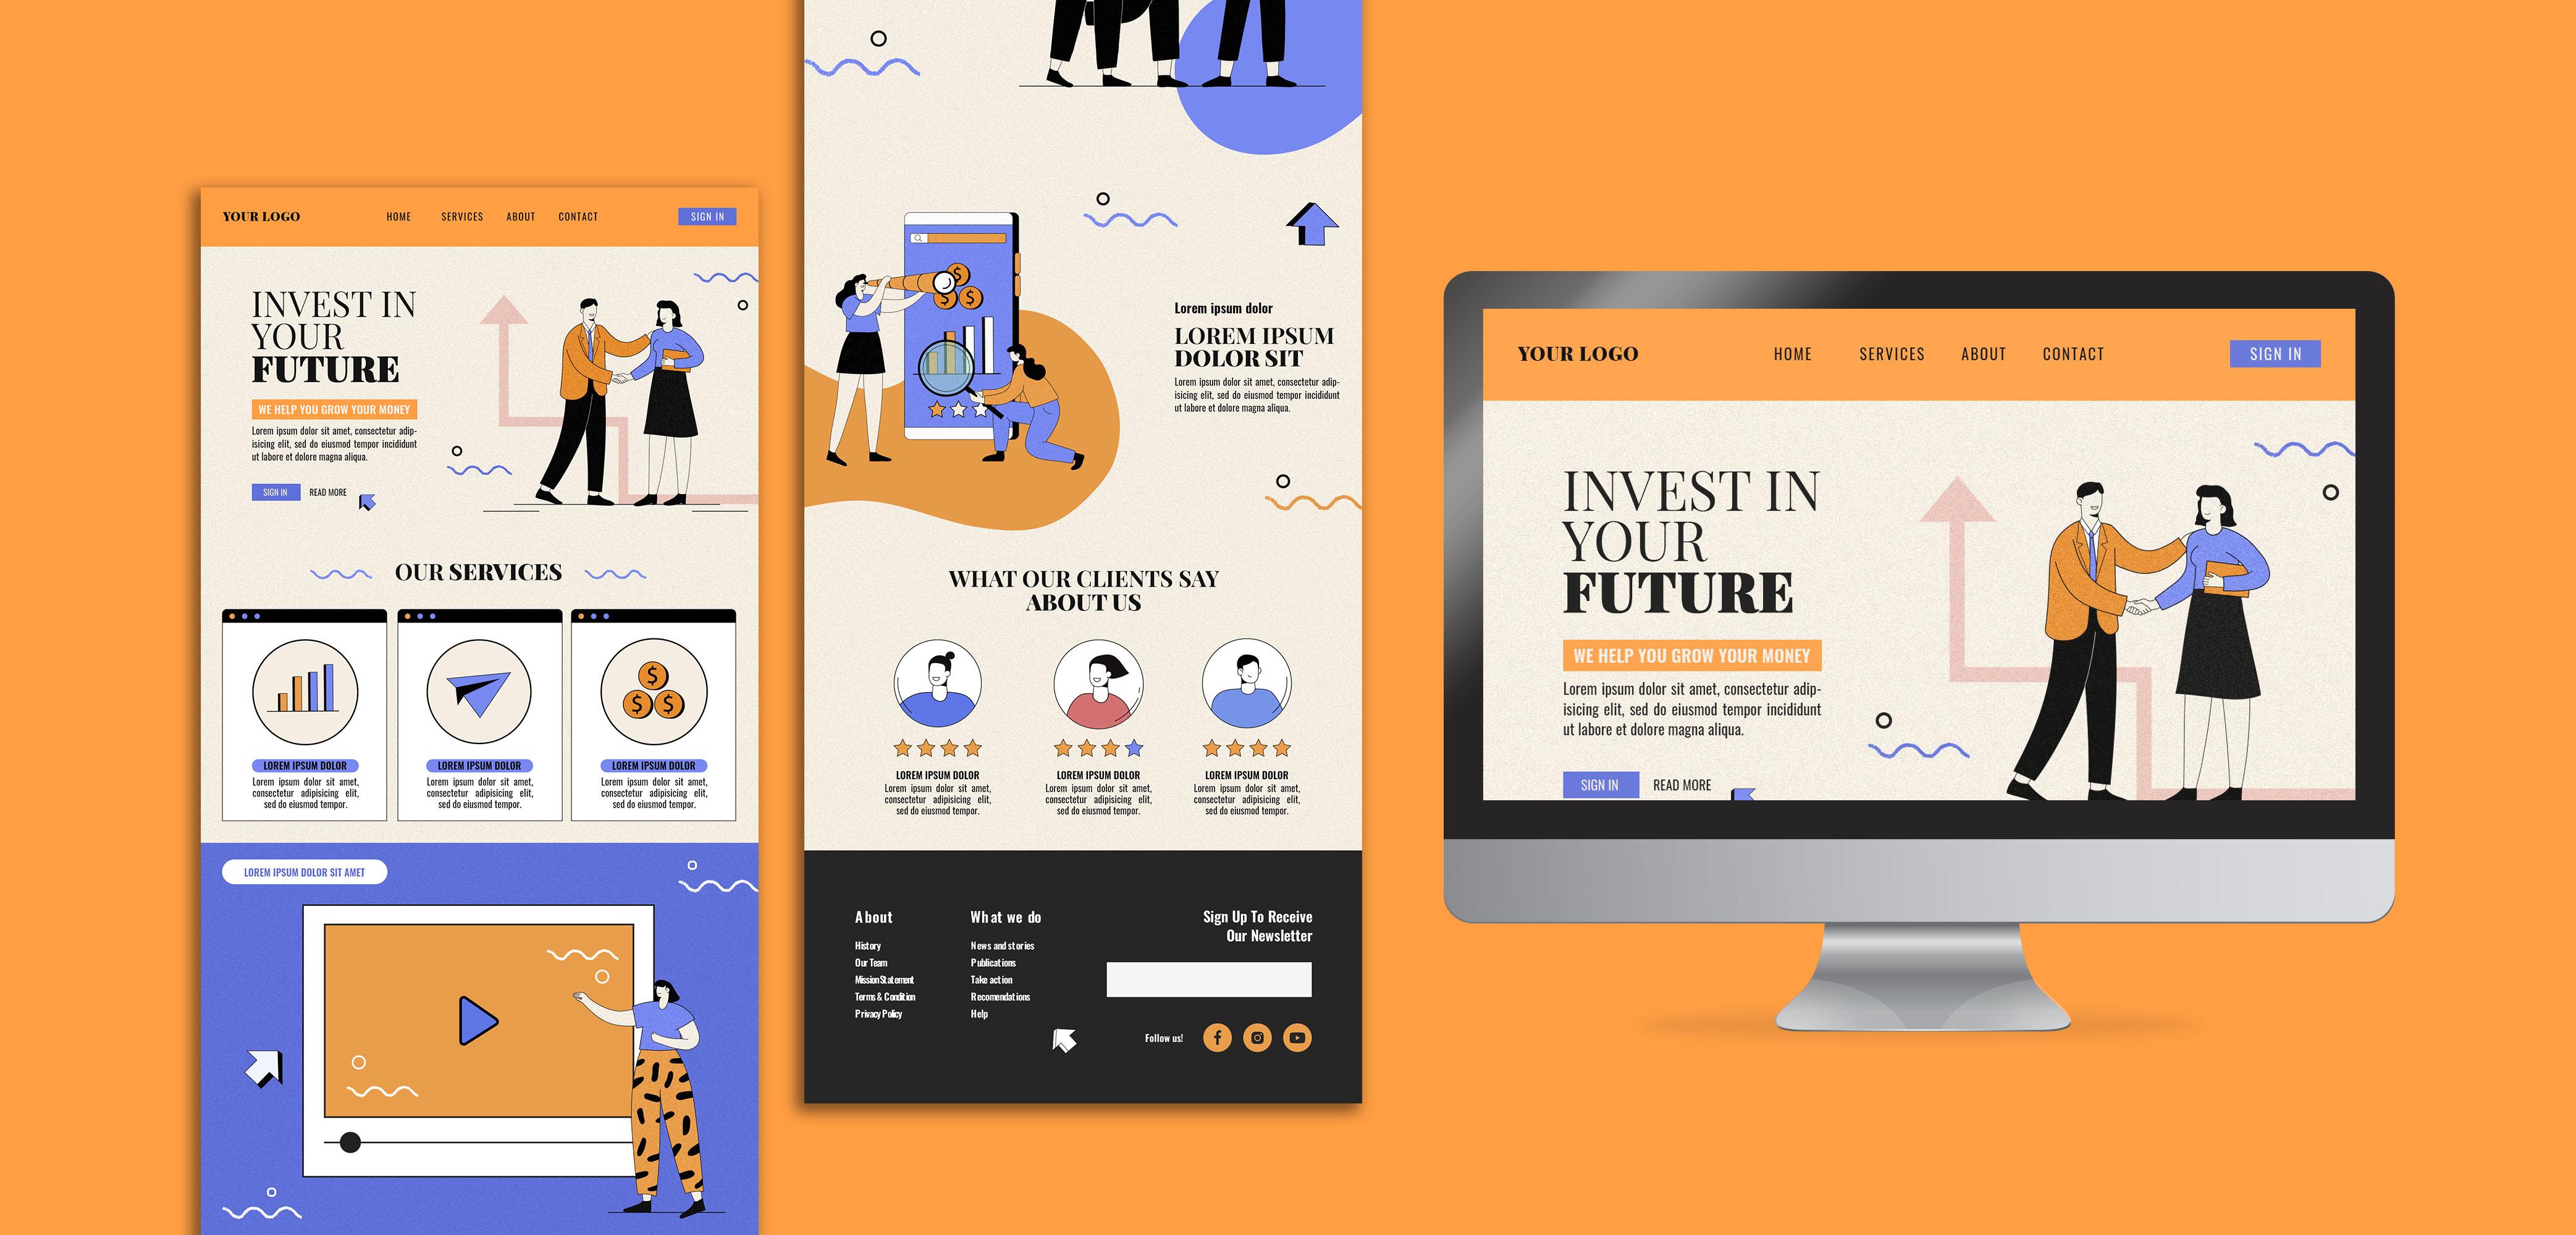 YOUR LOGO
HOME SERVICES ABOUT CONTACT
SIGN IN
INVEST IN
YOUR
FUTURE
WE HELP YOU GROW YOUR MONEY
Lorem ipsum dolor sit amet, consectetur adip-
isicing elit, sed do eiusmod tempor incididunt
ut labore et dolore magna aliqua.
SIGN IN READ MORE
OUR SERVICES
$
$ $
LOREM IPSUM DOLOR
Lorem ipsum dolor sit amet,
consectetur adipisicing elit,
sed do eiusmod tempor.
LOREM IPSUM DOLOR
Lorem ipsum dolor sit amet,
consectetur adipisicing elit,
sed do eiusmod tempor.
LOREM IPSUM DOLOR
Lorem ipsum dolor sit amet,
consectetur adipisicing elit,
sed do eiusmod tempor.
LOREM IPSUM DOLOR SIT AMET
$
$ $
Lorem ipsum dolor
LOREM IPSUM
DOLOR SIT
Lorem ipsum dolor sit amet, consectetur adip-
isicing elit, sed do eiusmod tempor incididunt
ut labore et dolore magna aliqua.
WHAT OUR CLIENTS SAY
ABOUT US
LOREM IPSUM DOLOR
Lorem ipsum dolor sit amet,
consectetur adipisicing elit,
sed do eiusmod tempor.
LOREM IPSUM DOLOR
Lorem ipsum dolor sit amet,
consectetur adipisicing elit,
sed do eiusmod tempor.
LOREM IPSUM DOLOR
Lorem ipsum dolor sit amet,
consectetur adipisicing elit,
sed do eiusmod tempor.
About
History
Our Team
Mission Statement
Terms & Condition
Privacy Policy
What we do
News and stories
Publications
Take action
Recomendations
Help
Sign Up To Receive
Our Newsletter
Follow us!
YOUR LOGO
HOME SERVICES ABOUT CONTACT
SIGN IN
INVEST IN
YOUR
FUTURE
WE HELP YOU GROW YOUR MONEY
Lorem ipsum dolor sit amet, consectetur adip-
isicing elit, sed do eiusmod tempor incididunt
ut labore et dolore magna aliqua.
SIGN IN READ MORE